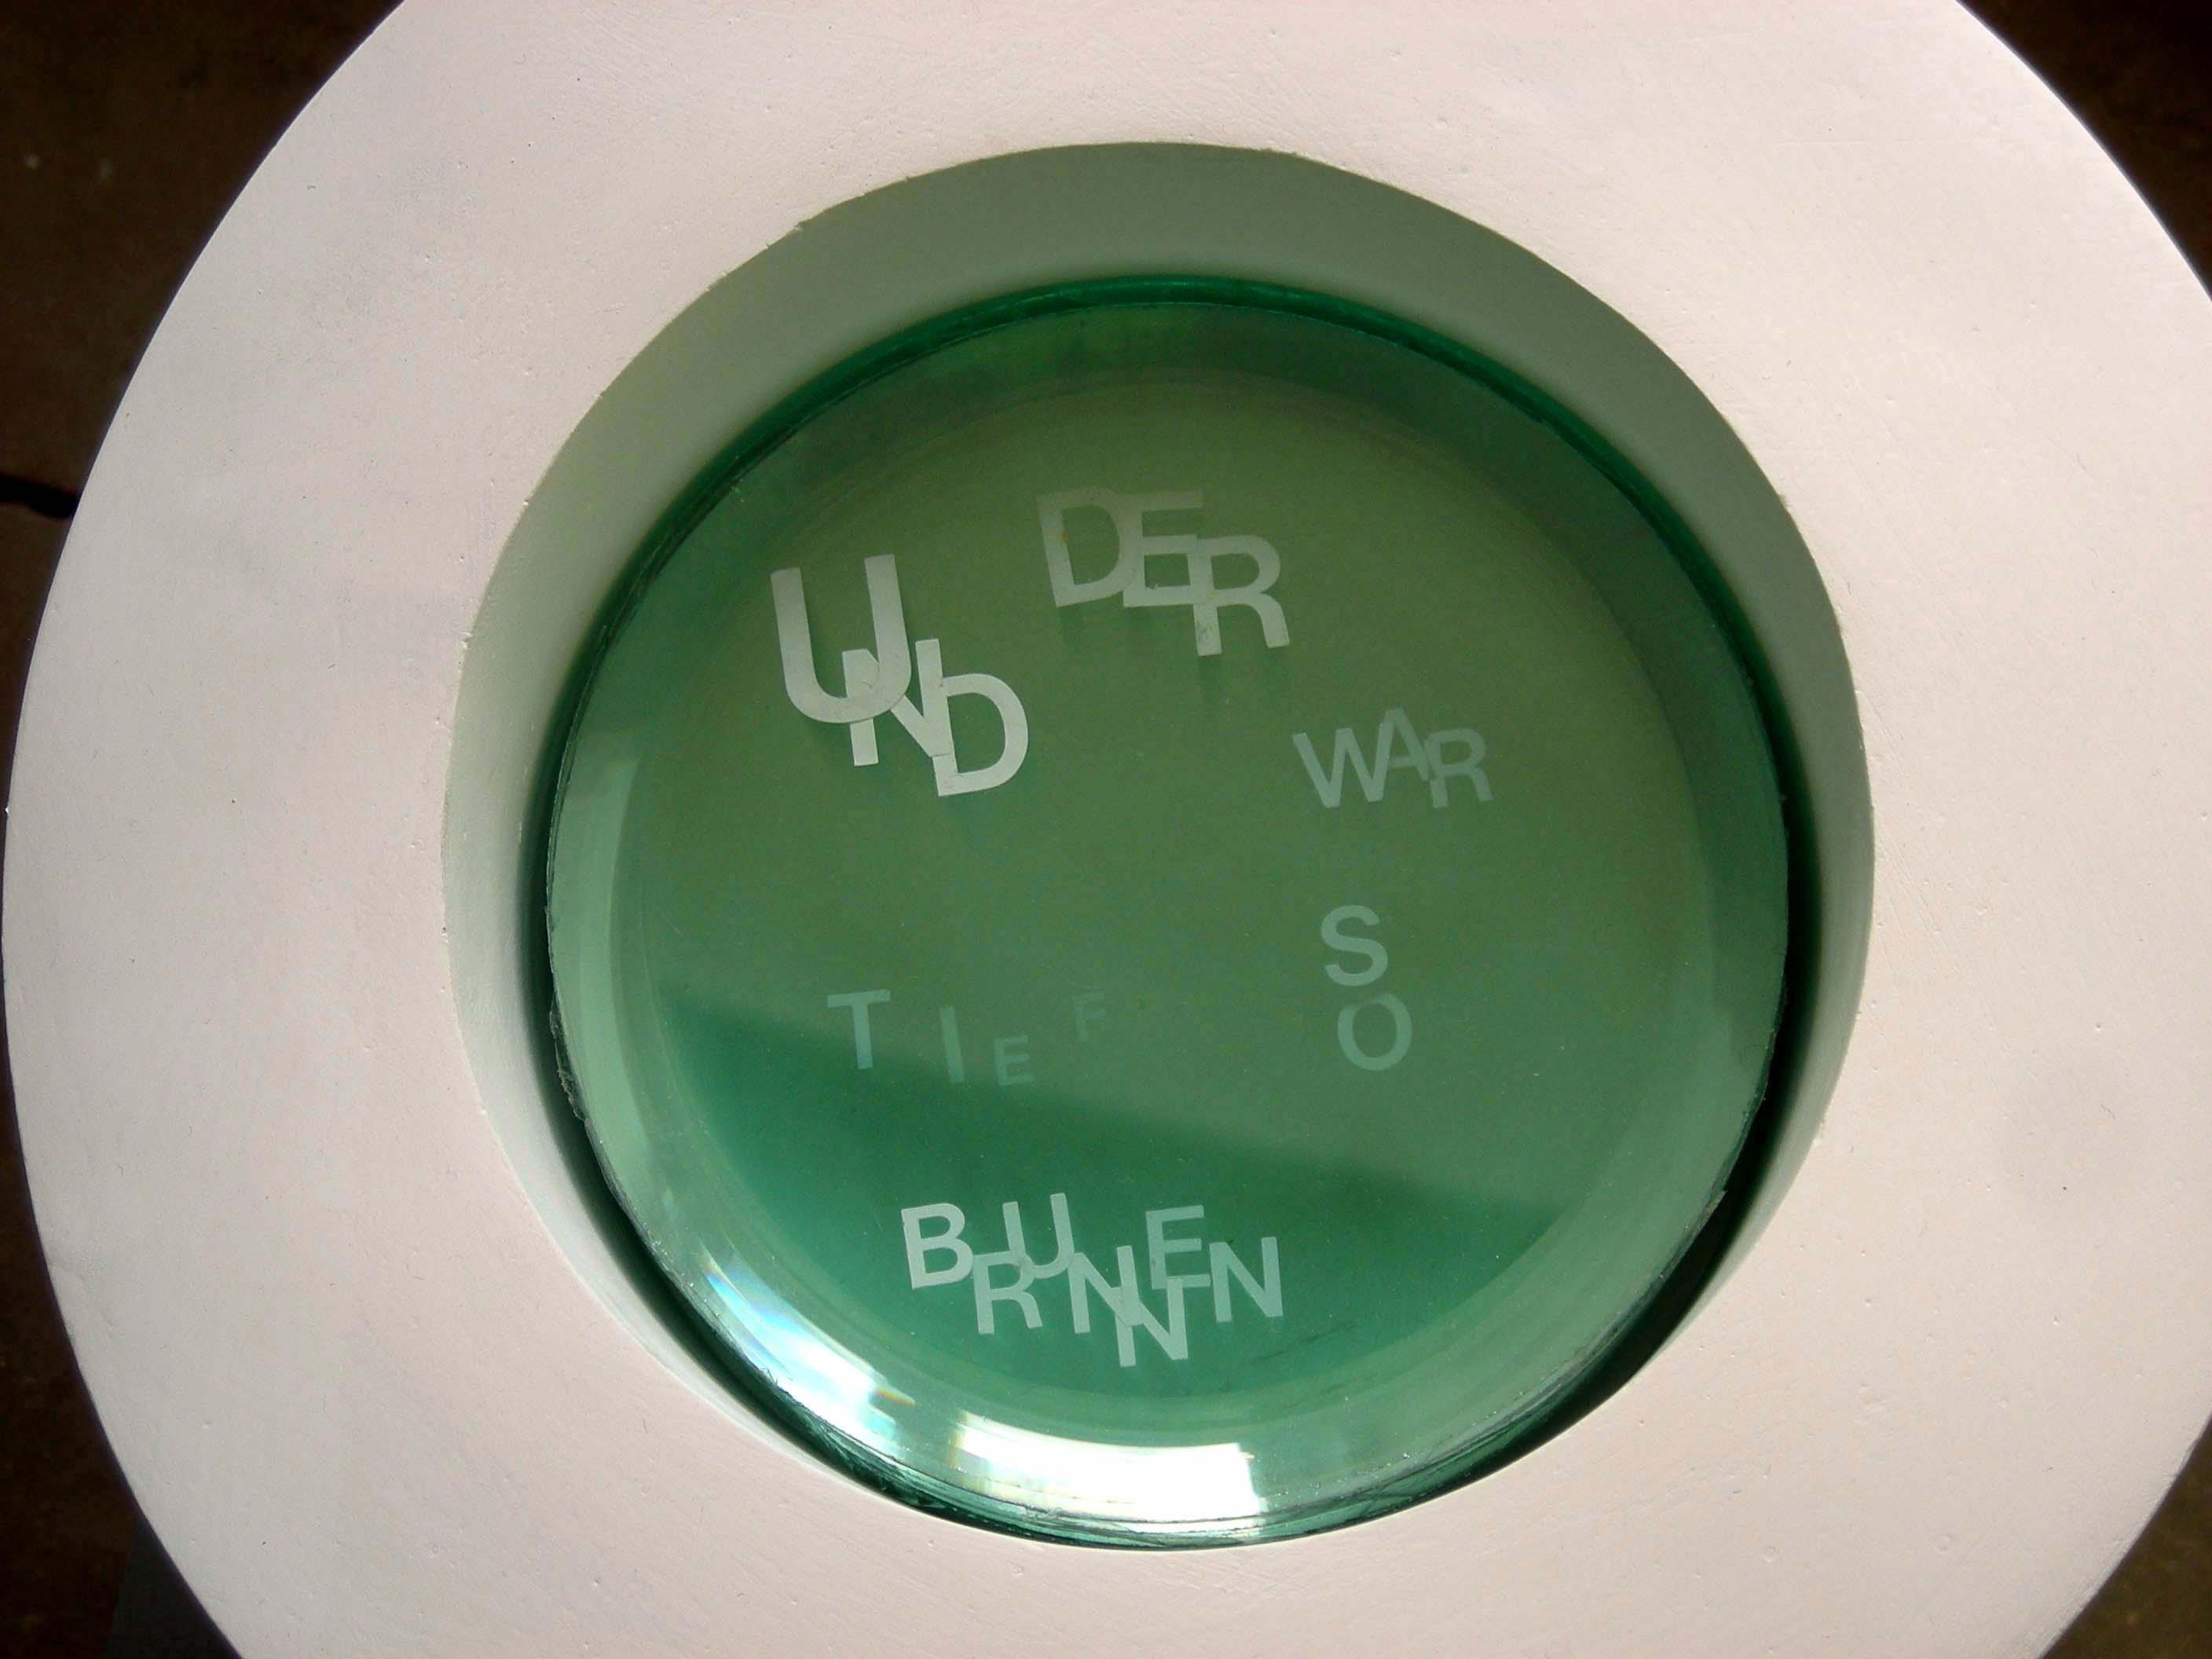 UND
DER
BRUNNEN
WAR
SO
TIEF